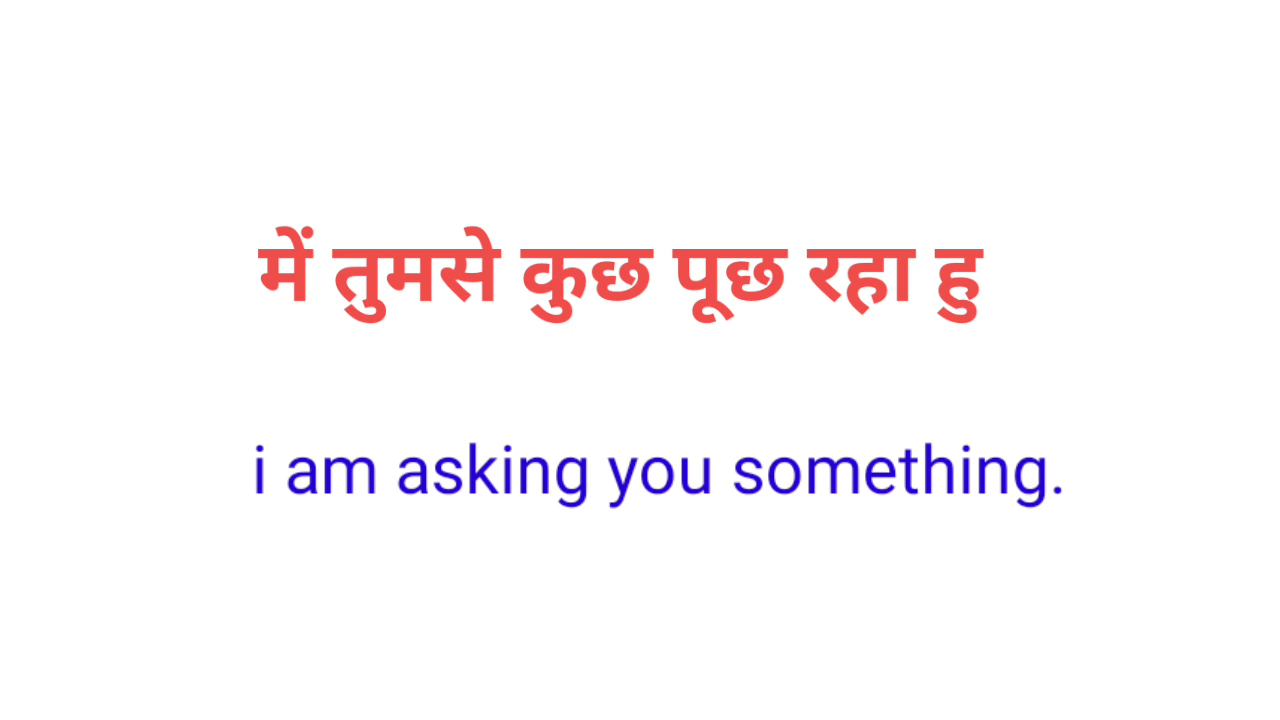 में तुमसे कुछ पूछ रहा हु
i am asking you something.